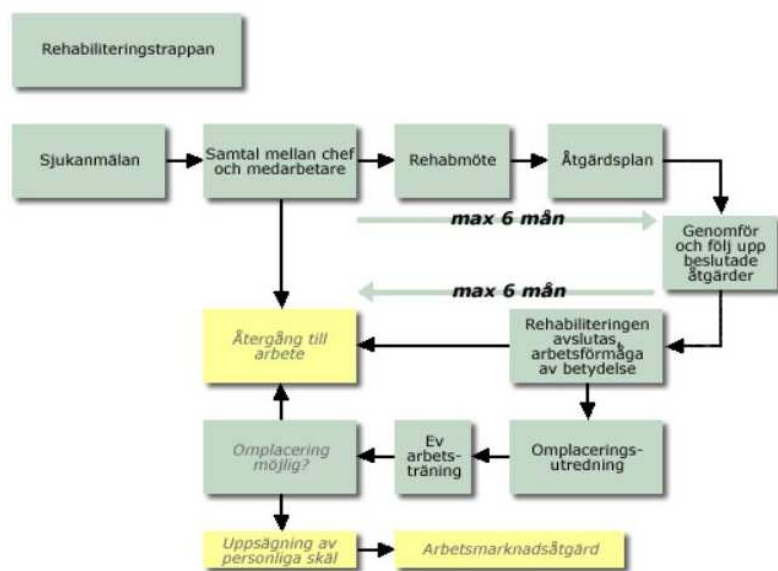 Rehabiliteringstrappan
Sjukanmälan
Samtal mellan chef
och medarbetare
Rehabmöte
Åtgärdsplan
max 6 mån
Genomför
och följ upp
beslutade
åtgärder
max 6 mån
Återgång till
arbete
Rehabiliteringen
avslutas,
arbetsförmåga
av betydelse
Omplacering
möjlig?
Ev
arbets-
träning
Omplacerings-
utredning
Uppsägning av
personliga skäl
Arbetsmarknadsåtgärd